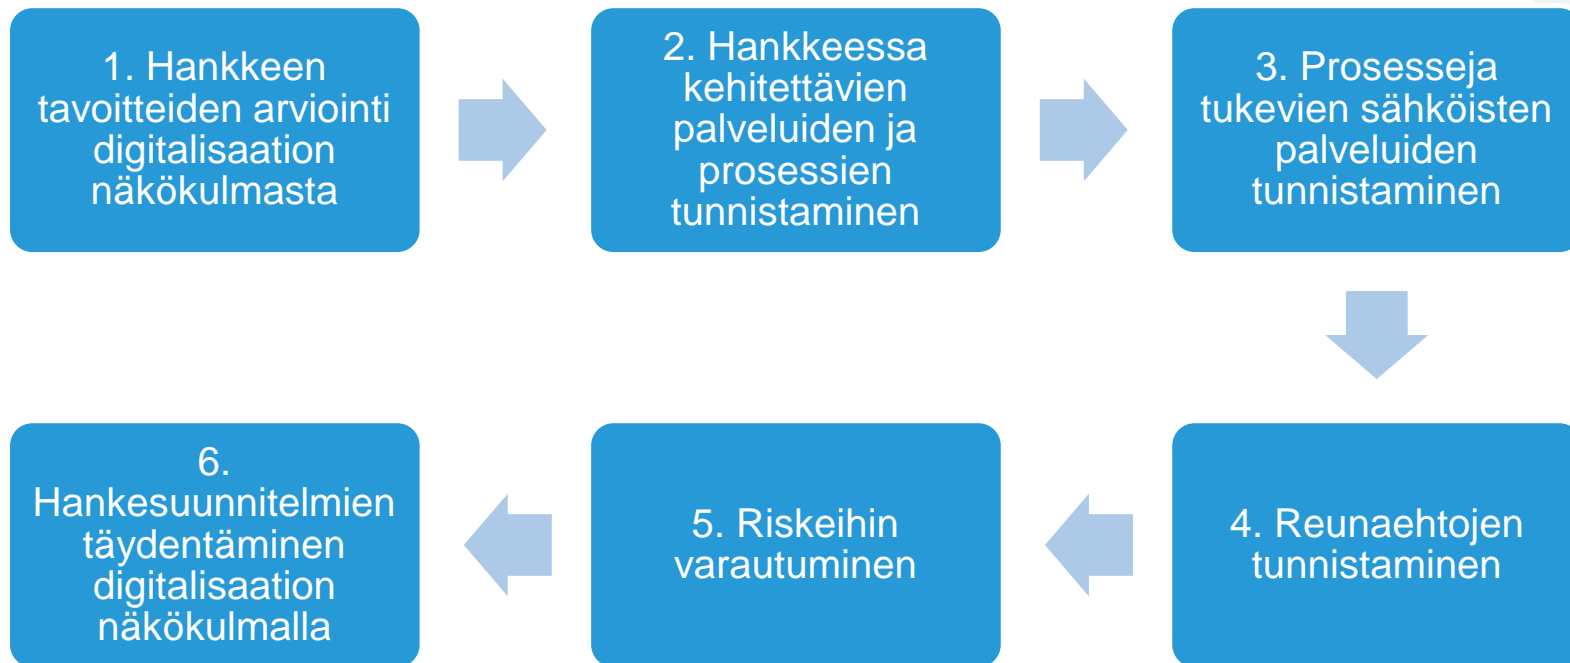 1. Hankkeen
tavoitteiden arviointi
digitalisaation
näkökulmasta
2. Hankkeessa
kehitettävien
palveluiden ja
prosessien
tunnistaminen
3. Prosesseja
tukevien sähköisten
palveluiden
tunnistaminen
4. Reunaehtojen
tunnistaminen
5. Riskeihin
varautuminen
6.
Hankesuunnitelmien
täydentäminen
digitalisaation
näkökulmalla